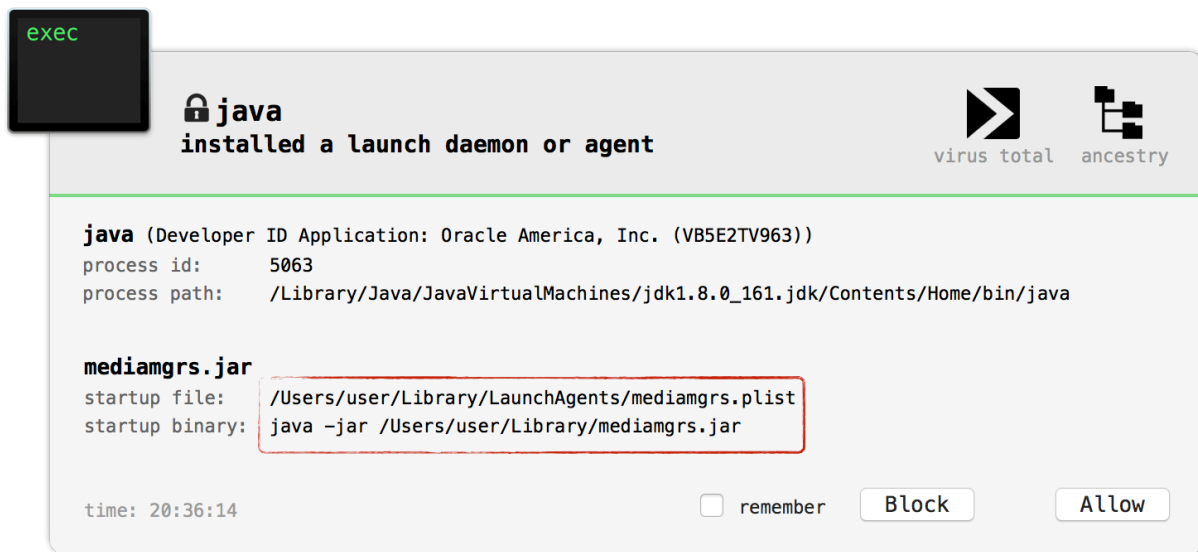 exec
java
installed a launch daemon or agent
virus total
ancestry
java (Developer ID Application: Oracle America, Inc. (VB5E2TV963))
process id: 5063
process path: /Library/Java/JavaVirtualMachines/jdk1.8.0_161.jdk/Contents/Home/bin/java
mediamgrs.jar
startup file: /Users/user/Library/LaunchAgents/mediamgrs.plist
startup binary: java -jar /Users/user/Library/mediamgrs.jar
time: 20:36:14
remember
Block
Allow